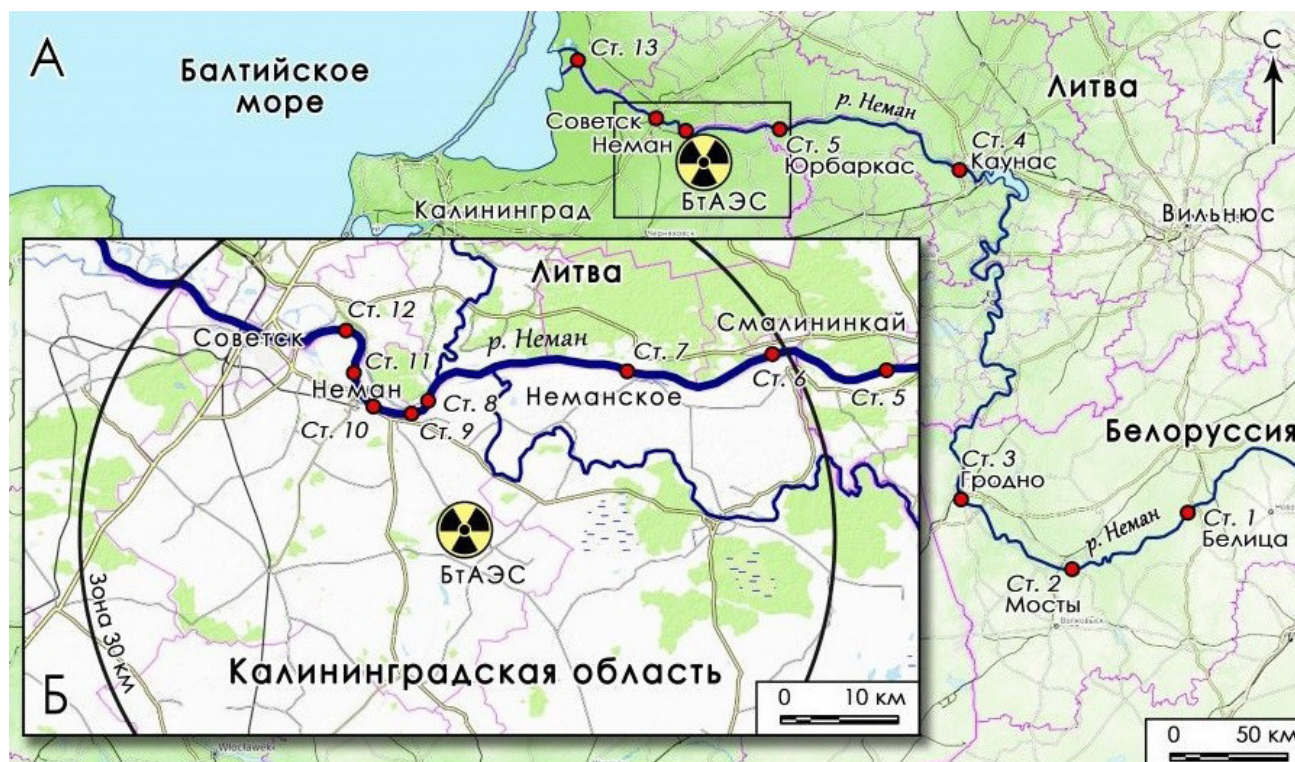 А
Балтийское
море
Ст. 13
Советск
Неман
БтАЭС
Калининград
Черняховск
р. Неман
Литва
С
Ст. 5
Юрбаркас
Ст. 4
Каунас
Вильнюс
Белоруссия
Ст. 3
Гродно
р. Неман
Ст. 1
Белица
Ст. 2
Мосты
Волковыск
Włocławek
0 50 км
Б
Литва
Советск
Ст. 12
Ст. 11
Неман
Ст. 10
Ст. 9
Ст. 8
р. Неман
Ст. 7
Неманское
Смалининкай
Ст. 6
Ст. 5
БтАЭС
Зона 30 км
Калининградская область
0 10 км